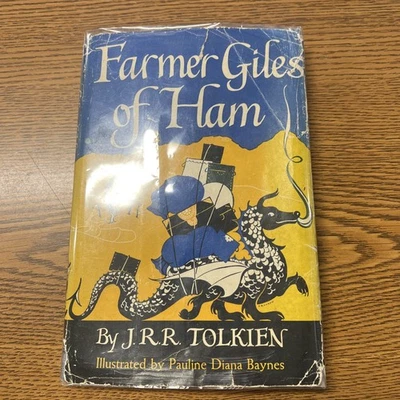 Farmer Giles
of Ham
By J.R.R. TOLKIEN
Illustrated by Pauline Diana Baynes